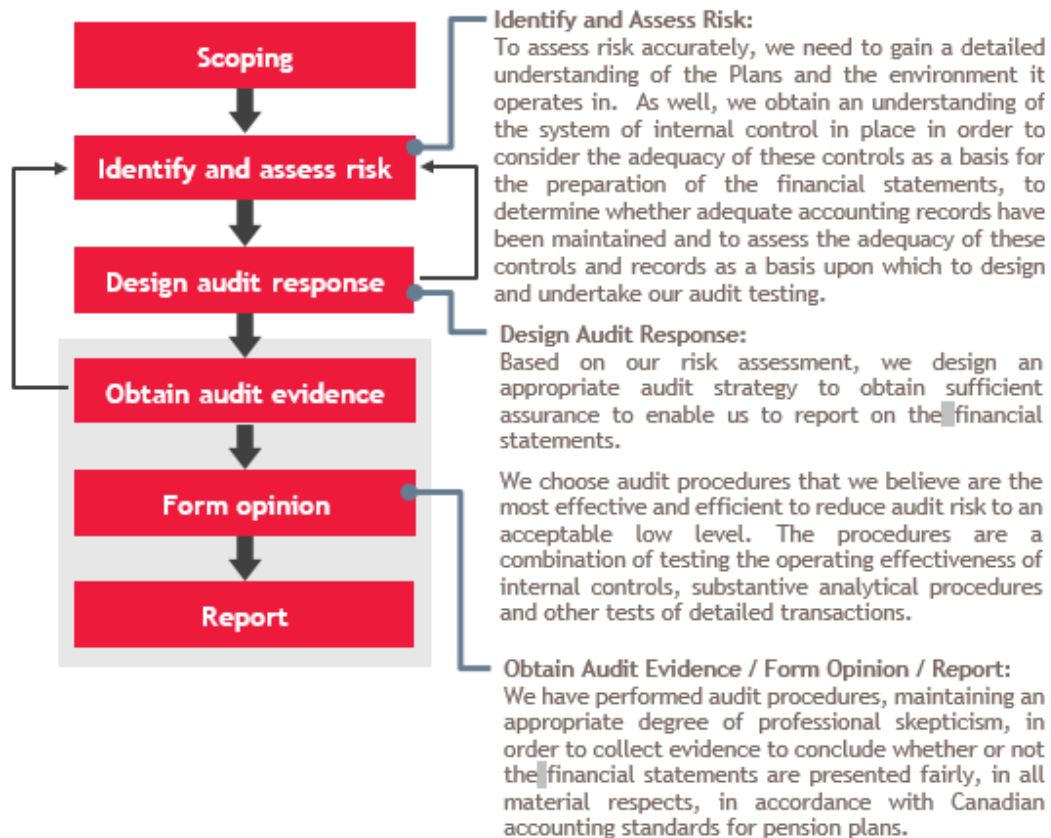 Scoping
Identify and assess risk
Design audit response
Obtain audit evidence
Form opinion
Report
Identify and Assess Risk:
To assess risk accurately, we need to gain a detailed
understanding of the Plans and the environment it
operates in. As well, we obtain an understanding of
the system of internal control in place in order to
consider the adequacy of these controls as a basis for
the preparation of the financial statements, to
determine whether adequate accounting records have
been maintained and to assess the adequacy of these
controls and records as a basis upon which to design
and undertake our audit testing.
Design Audit Response:
Based on our risk assessment, we design an
appropriate audit strategy to obtain sufficient
assurance to enable us to report on the financial
statements.
We choose audit procedures that we believe are the
most effective and efficient to reduce audit risk to an
acceptable low level. The procedures are a
combination of testing the operating effectiveness of
internal controls, substantive analytical procedures
and other tests of detailed transactions.
Obtain Audit Evidence / Form Opinion / Report:
We have performed audit procedures, maintaining an
appropriate degree of professional skepticism, in
order to collect evidence to conclude whether or not
the financial statements are presented fairly, in all
material respects, in accordance with Canadian
accounting standards for pension plans.